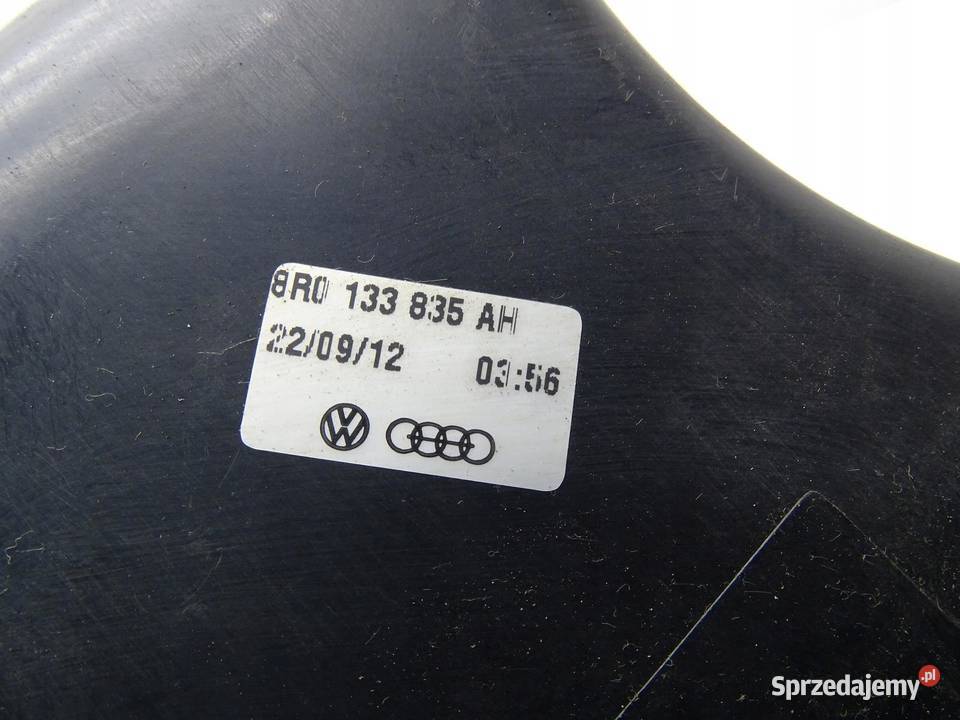 8R0 133 835 AH
22/09/12 03:56
Sprzedajemy.pl